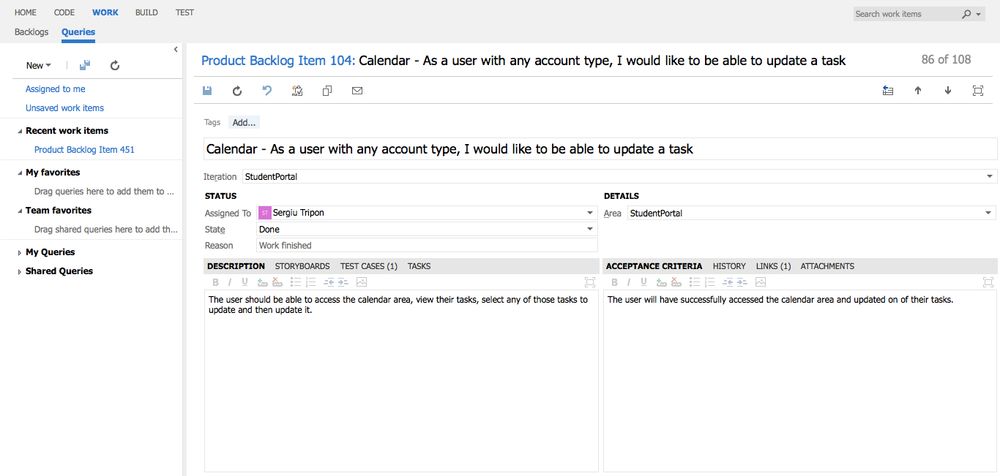 HOME CODE WORK BUILD TEST
Search work items
Backlogs Queries
New
Assigned to me
Unsaved work items
Recent work items
Product Backlog Item 451
My favorites
Drag queries here to add them to ...
Team favorites
Drag shared queries here to add th...
My Queries
Shared Queries
Product Backlog Item 104: Calendar - As a user with any account type, I would like to be able to update a task
86 of 108
Tags Add...
Calendar - As a user with any account type, I would like to be able to update a task
Iteration StudentPortal
STATUS
Assigned To ST Sergiu Tripon
State Done
Reason Work finished
DETAILS
Area StudentPortal
DESCRIPTION STORYBOARDS TEST CASES (1) TASKS
B I U
The user should be able to access the calendar area, view their tasks, select any of those tasks to
update and then update it.
ACCEPTANCE CRITERIA HISTORY LINKS (1) ATTACHMENTS
B I U
The user will have successfully accessed the calendar area and updated on of their tasks.